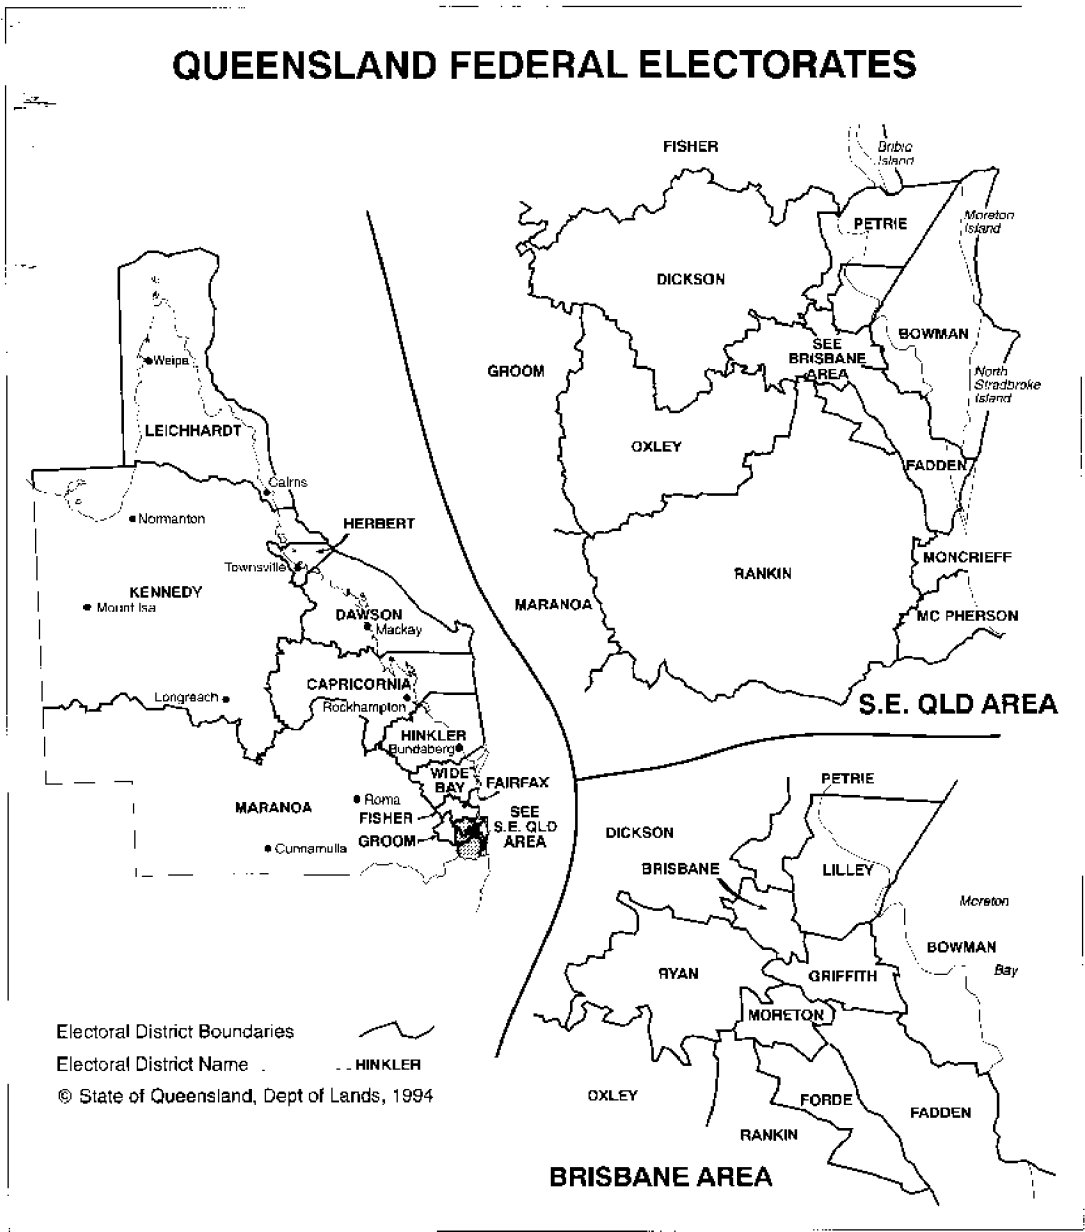 QUEENSLAND FEDERAL ELECTORATES
FISHER
Bribie
Island
PETRIE
Moreton
Island
DICKSON
BOWMAN
SEE
BRISBANE
AREA
GROOM
North
Stradbroke
Island
OXLEY
FADDEN
MONCRIEFF
RANKIN
MARANOA
MC PHERSON
S.E. QLD AREA
Weipa
LEICHHARDT
Cairns
Normanton
HERBERT
Townsville
KENNEDY
Mount Isa
DAWSON
Mackay
CAPRICORNIA
Longreach
Rockhampton
HINKLER
Bundaberg
WIDE
BAY
FAIRFAX
MARANOA
Roma
FISHER
SEE
S.E. QLD
AREA
GROOM
Cunnamulla
PETRIE
DICKSON
BRISBANE
LILLEY
Moreton
BOWMAN
Bay
RYAN
GRIFFITH
MORETON
OXLEY
FORDE
FADDEN
RANKIN
BRISBANE AREA
Electoral District Boundaries
Electoral District Name HINKLER
© State of Queensland, Dept of Lands, 1994